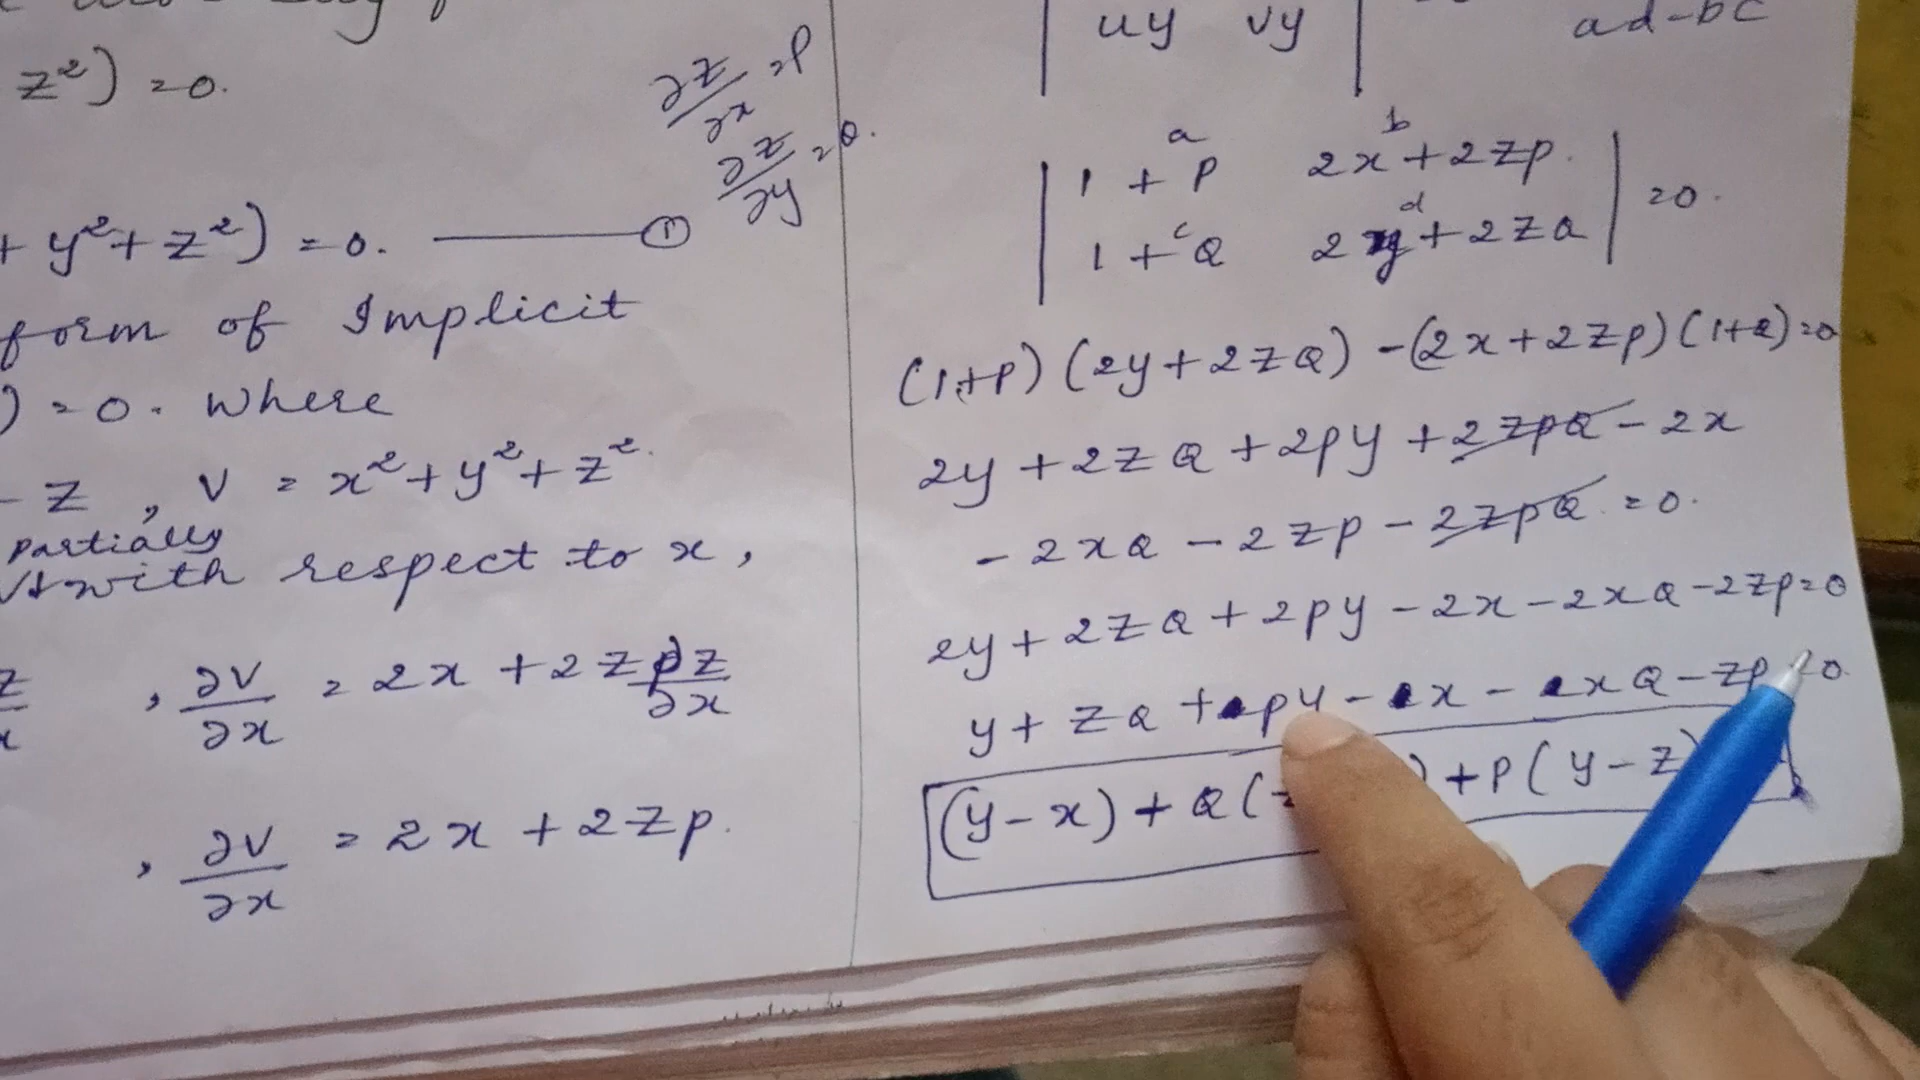 z²) = 0.
∂z/∂x = P
∂z/∂y = Q.
+ y² + z²) = 0. ——— ①
form of Implicit
) = 0. Where
- z , v = x² + y² + z².
partially
with respect to x,
, ∂v/∂x = 2x + 2z ∂z/∂x
, ∂v/∂x = 2x + 2zp.
uy vy
ad-bc
a b
1 + P 2x + 2zp.
c d = 0.
1 + Q 2y + 2zQ
(1+P) (2y + 2zQ) - (2x + 2zp) (1+Q) = 0
2y + 2zQ + 2py + 2zpQ - 2x
- 2xQ - 2zp - 2zpQ = 0.
2y + 2zQ + 2py - 2x - 2xQ - 2zp = 0
y + zQ + py - x - xQ - zp = 0.
(y - x) + Q( ) + P(y - z)